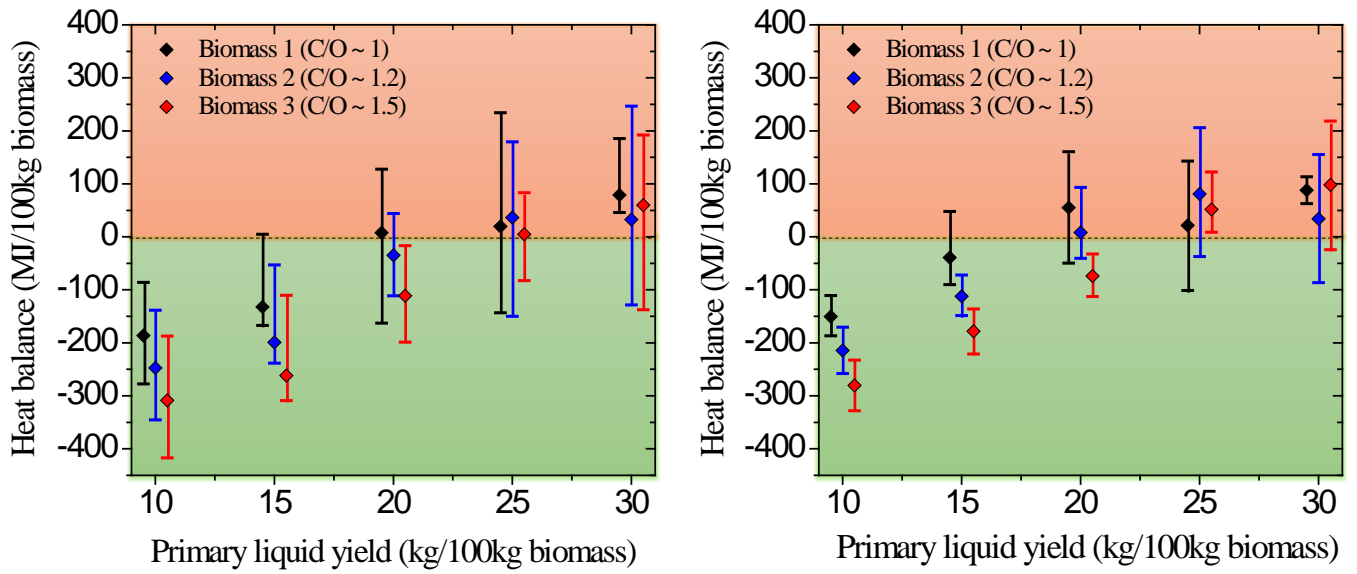 Heat balance (MJ/100kg biomass)
400
300
200
100
0
-100
-200
-300
-400
Biomass 1 (C/O ~ 1)
Biomass 2 (C/O ~ 1.2)
Biomass 3 (C/O ~ 1.5)
10 15 20 25 30
Primary liquid yield (kg/100kg biomass)
Heat balance (MJ/100kg biomass)
400
300
200
100
0
-100
-200
-300
-400
Biomass 1 (C/O ~ 1)
Biomass 2 (C/O ~ 1.2)
Biomass 3 (C/O ~ 1.5)
10 15 20 25 30
Primary liquid yield (kg/100kg biomass)